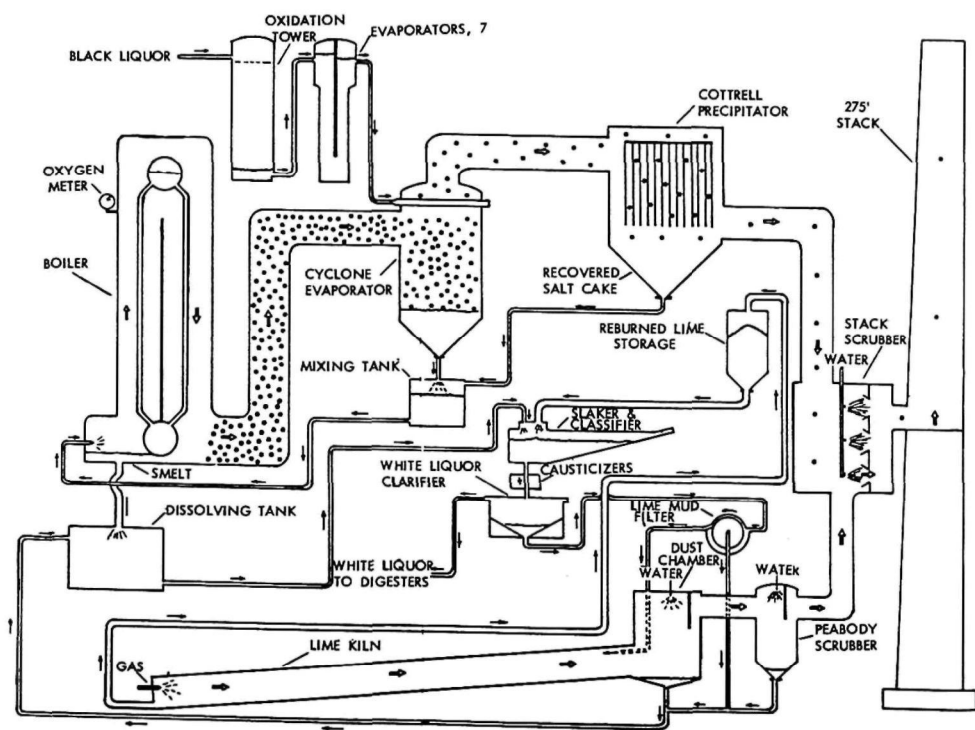 OXIDATION
TOWER
EVAPORATORS, 7
BLACK LIQUOR
COTTRELL
PRECIPITATOR
275'
STACK
OXYGEN
METER
BOILER
CYCLONE
EVAPORATOR
RECOVERED
SALT CAKE
REBURNED LIME
STORAGE
STACK
SCRUBBER
WATER
MIXING TANK
SLAKER &
CLASSIFIER
SMELT
WHITE LIQUOR
CLARIFIER
CAUSTICIZERS
DISSOLVING TANK
LIME MUD
FILTER
DUST
CHAMBER
WATER
WATER
WHITE LIQUOR
TO DIGESTERS
PEABODY
SCRUBBER
LIME KILN
GAS